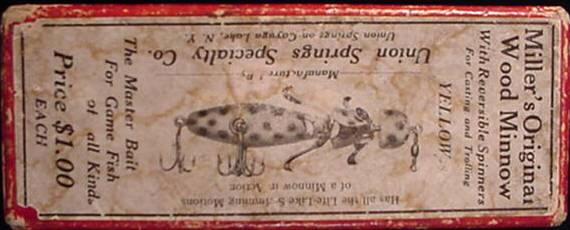 Miller's Original
Wood Minnow
With Reversible Spinners
For Casting and Trolling
YELLOW
Has all the Life-Like Swimming Motions
of a Minnow in Action
Manufactured By
Union Springs Specialty Co.
Union Springs on Cayuga Lake, N. Y.
The Master Bait
For Game Fish
of all Kinds
Price $1.00
EACH